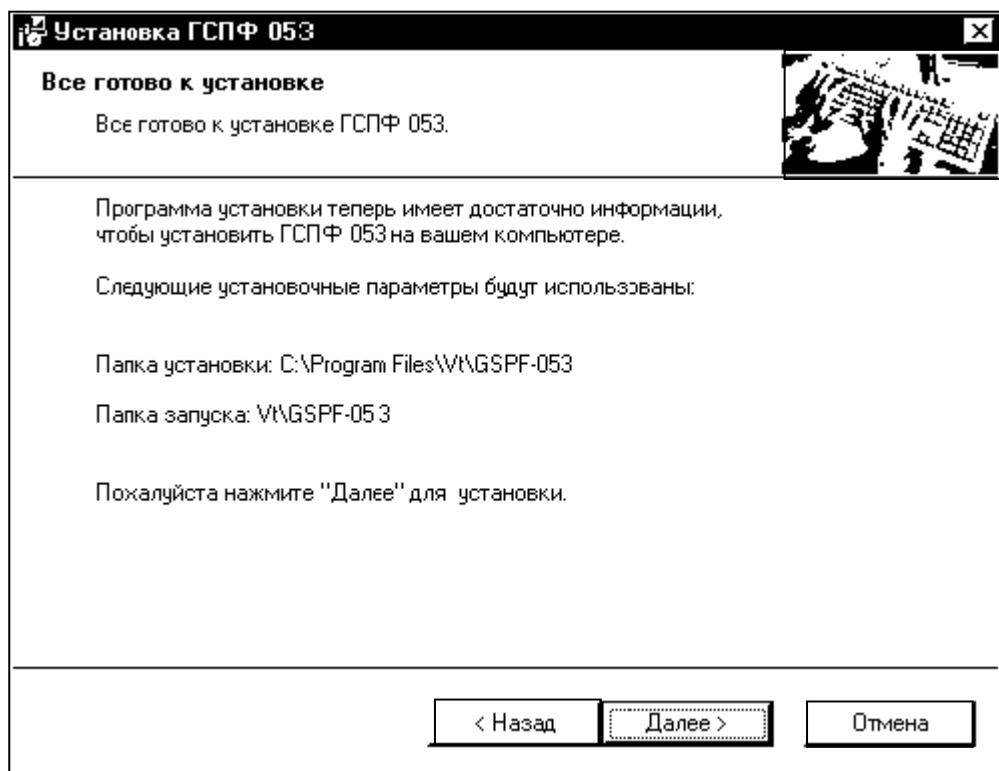 Установка ГСПФ 053
Все готово к установке
Все готово к установке ГСПФ 053.
Программа установки теперь имеет достаточно информации,
чтобы установить ГСПФ 053 на вашем компьютере.
Следующие установочные параметры будут использованы:
Папка установки: C:\Program Files\Vt\GSPF-053
Папка запуска: Vt\GSPF-053
Пожалуйста нажмите "Далее" для установки.
< Назад
Далее >
Отмена